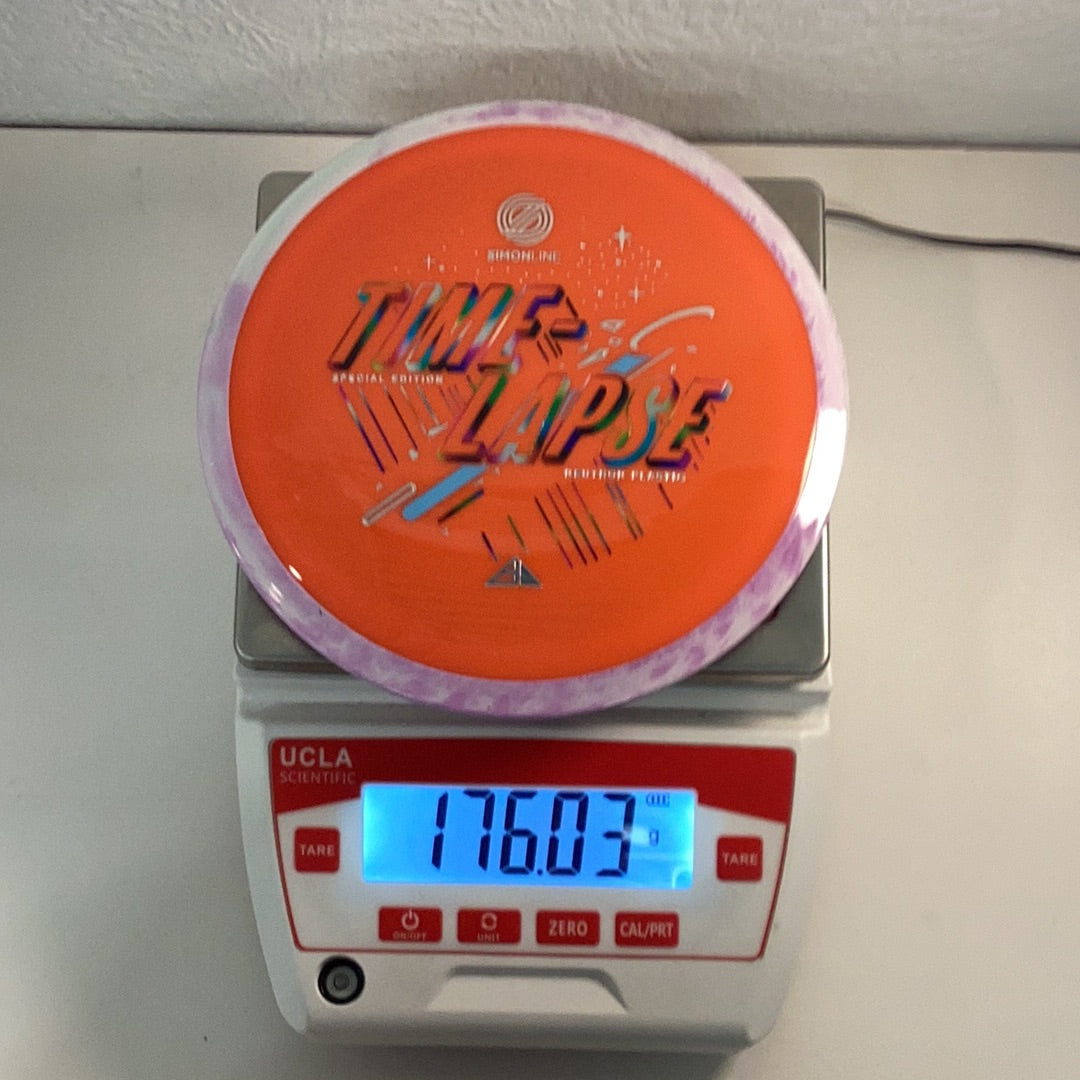 SIMONLINE
TIME-
SPECIAL EDITION
LAPSE
NEUTRON PLASTIC
UCLA
SCIENTIFIC
176.03 g
TARE
TARE
ON/OFF
UNIT
ZERO
CAL/PRT